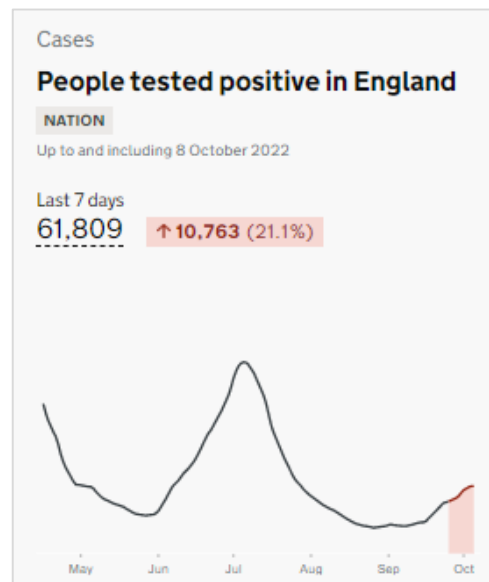 Cases
People tested positive in England
NATION
Up to and including 8 October 2022
Last 7 days
61,809 ↑ 10,763 (21.1%)
May Jun Jul Aug Sep Oct